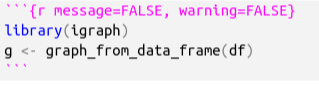 ```{r message=FALSE, warning=FALSE}
library(igraph)
g <- graph_from_data_frame(df)
```